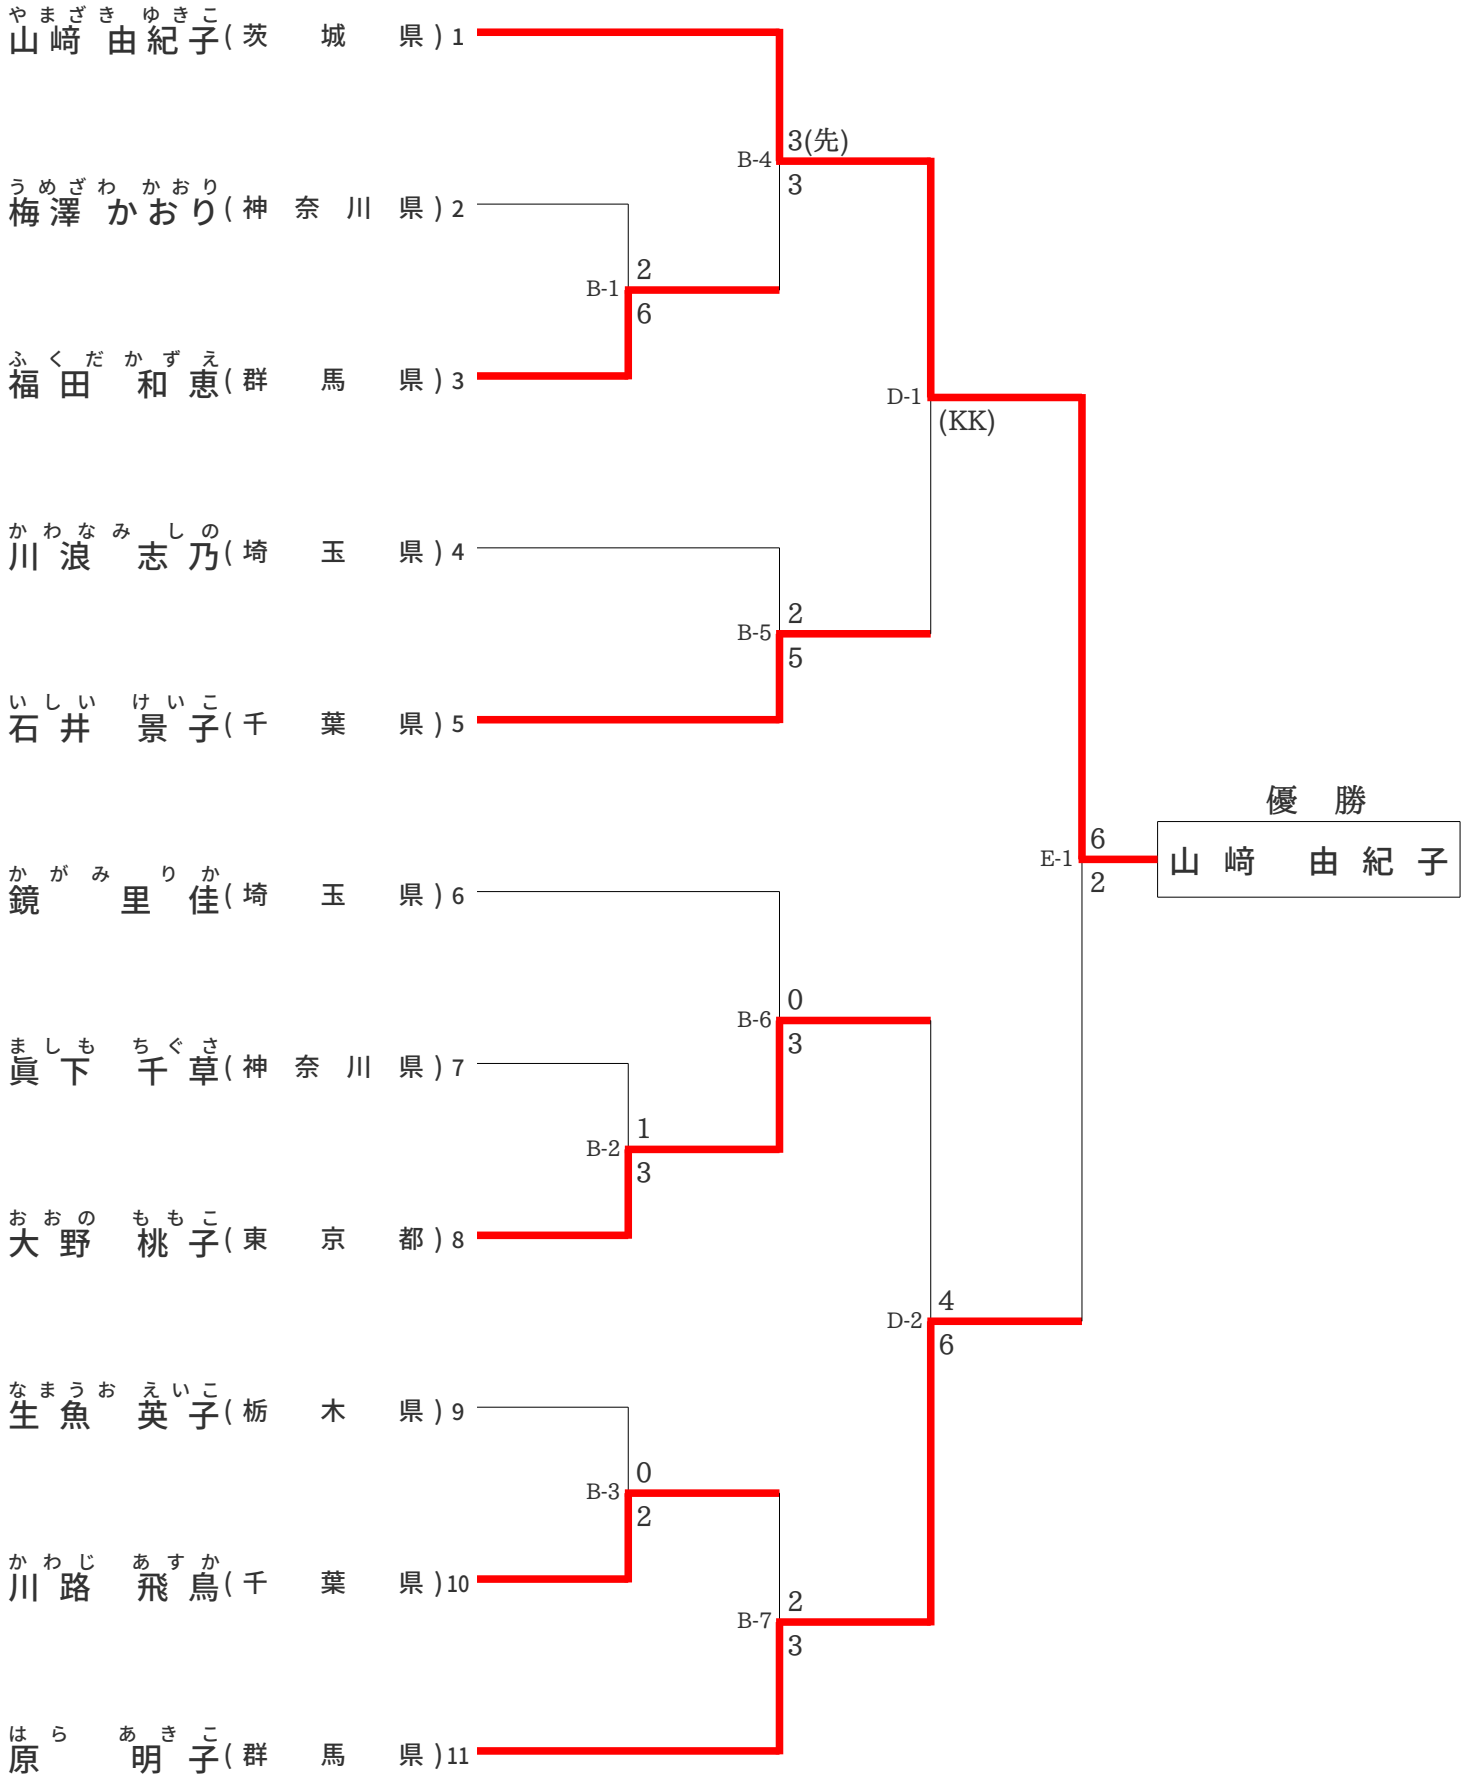 やまざき ゆきこ
山﨑 由紀子(茨城県)1
3(先)
B-4
3
うめざわ かおり
梅澤 かおり(神奈川県)2
2
B-1
6
ふくだ かずえ
福田 和恵(群馬県)3
D-1
(KK)
かわなみ しの
川浪 志乃(埼玉県)4
2
B-5
5
いしい けいこ
石井 景子(千葉県)5
優勝
6
E-1
山﨑 由紀子
2
かがみ りか
鏡 里佳(埼玉県)6
0
B-6
3
ましも ちぐさ
眞下 千草(神奈川県)7
1
B-2
3
おおの ももこ
大野 桃子(東京都)8
4
D-2
6
なまうお えいこ
生魚 英子(栃木県)9
0
B-3
2
かわじ あすか
川路 飛鳥(千葉県)10
2
B-7
3
はら あきこ
原 明子(群馬県)11